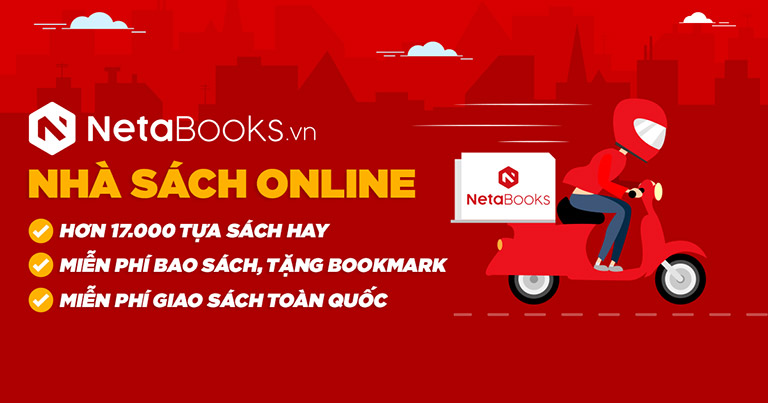 NetaBooks.vn
NHÀ SÁCH ONLINE
HƠN 17.000 TỰA SÁCH HAY
MIỄN PHÍ BAO SÁCH, TẶNG BOOKMARK
MIỄN PHÍ GIAO SÁCH TOÀN QUỐC
NetaBooks